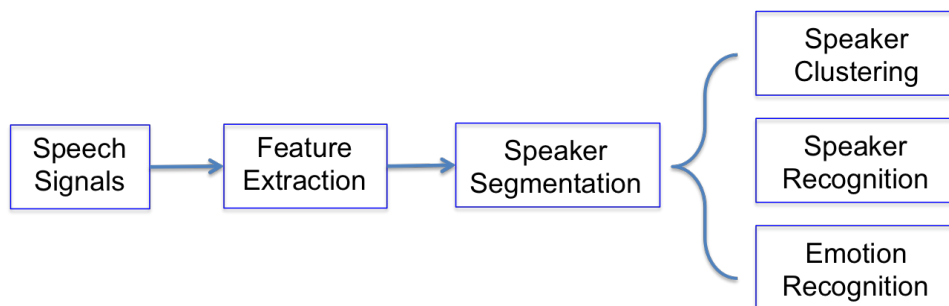 Speech
Signals
Feature
Extraction
Speaker
Segmentation
Speaker
Clustering
Speaker
Recognition
Emotion
Recognition